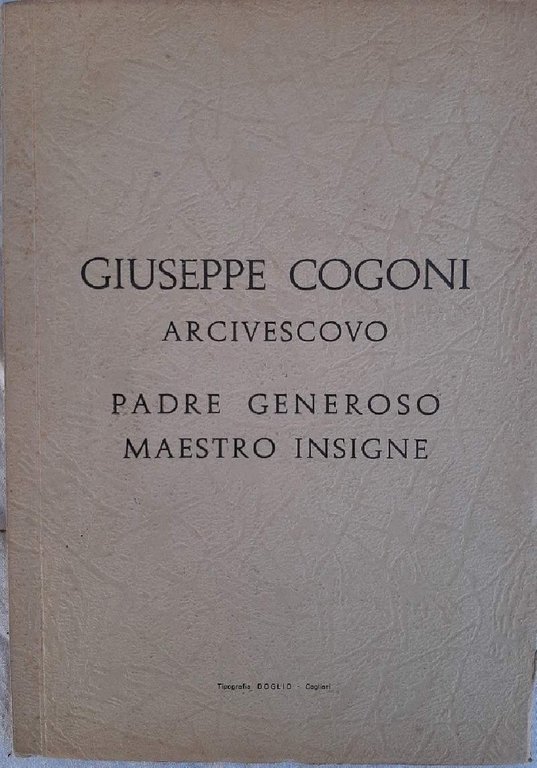 GIUSEPPE COGONI
ARCIVESCOVO
PADRE GENEROSO
MAESTRO INSIGNE
Tipografia DOGLIO - Cagliari